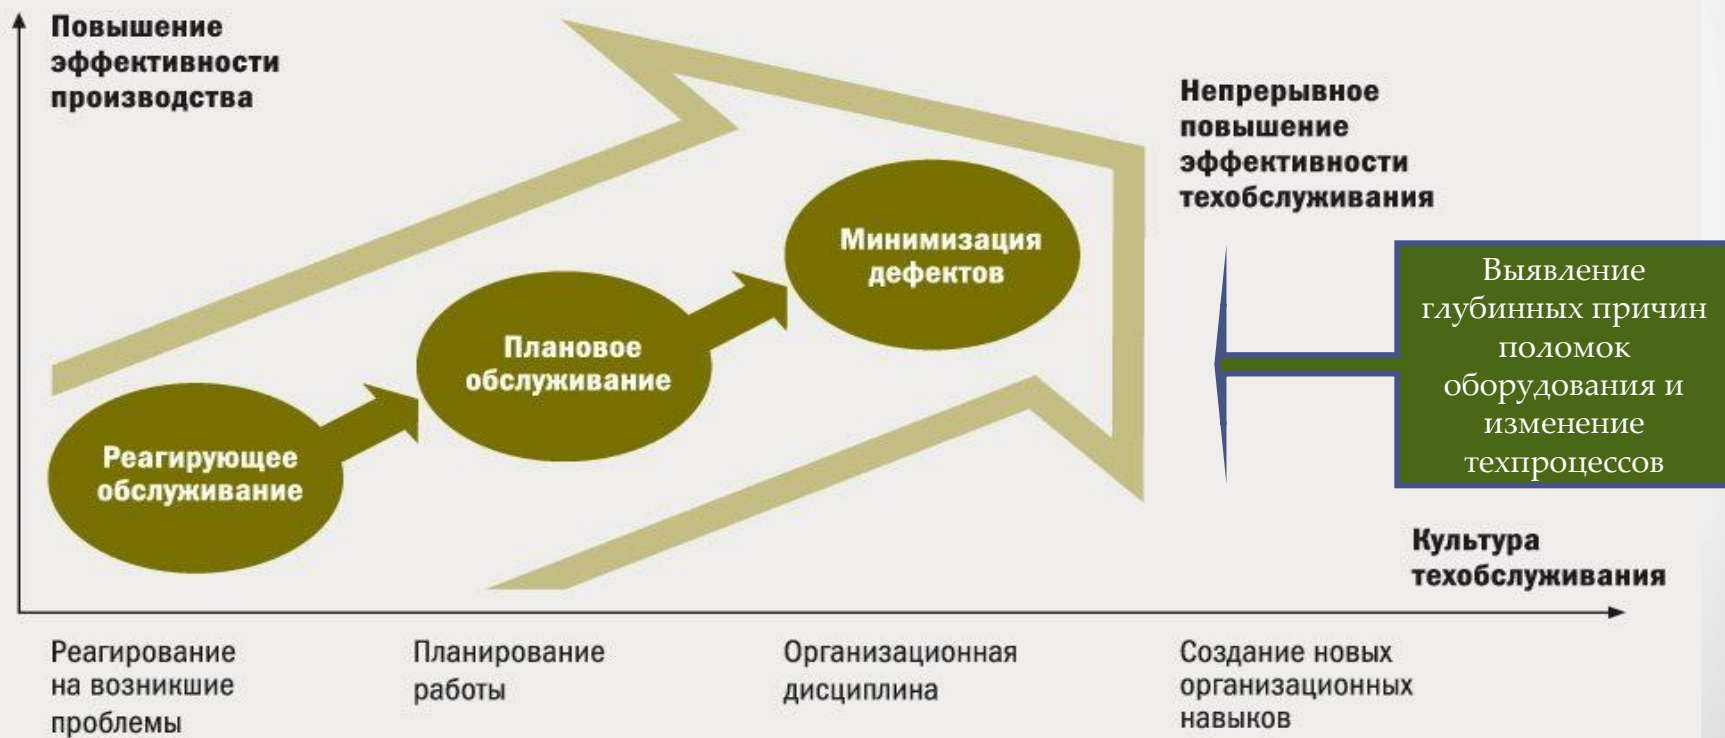 Повышение
эффективности
производства
Непрерывное
повышение
эффективности
техобслуживания
Минимизация
дефектов
Плановое
обслуживание
Реагирующее
обслуживание
Выявление
глубинных причин
поломок
оборудования и
изменение
техпроцессов
Культура
техобслуживания
Реагирование
на возникшие
проблемы
Планирование
работы
Организационная
дисциплина
Создание новых
организационных
навыков